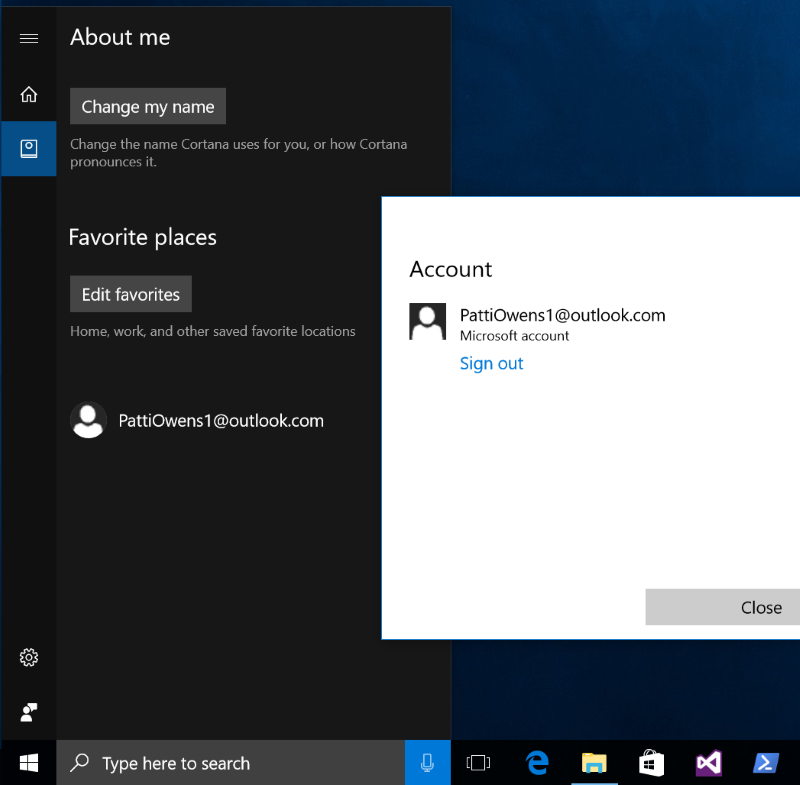 About me
Change my name
Change the name Cortana uses for you, or how Cortana
pronounces it.
Favorite places
Edit favorites
Home, work, and other saved favorite locations
PattiOwens1@outlook.com
Account
PattiOwens1@outlook.com
Microsoft account
Sign out
Close
Type here to search